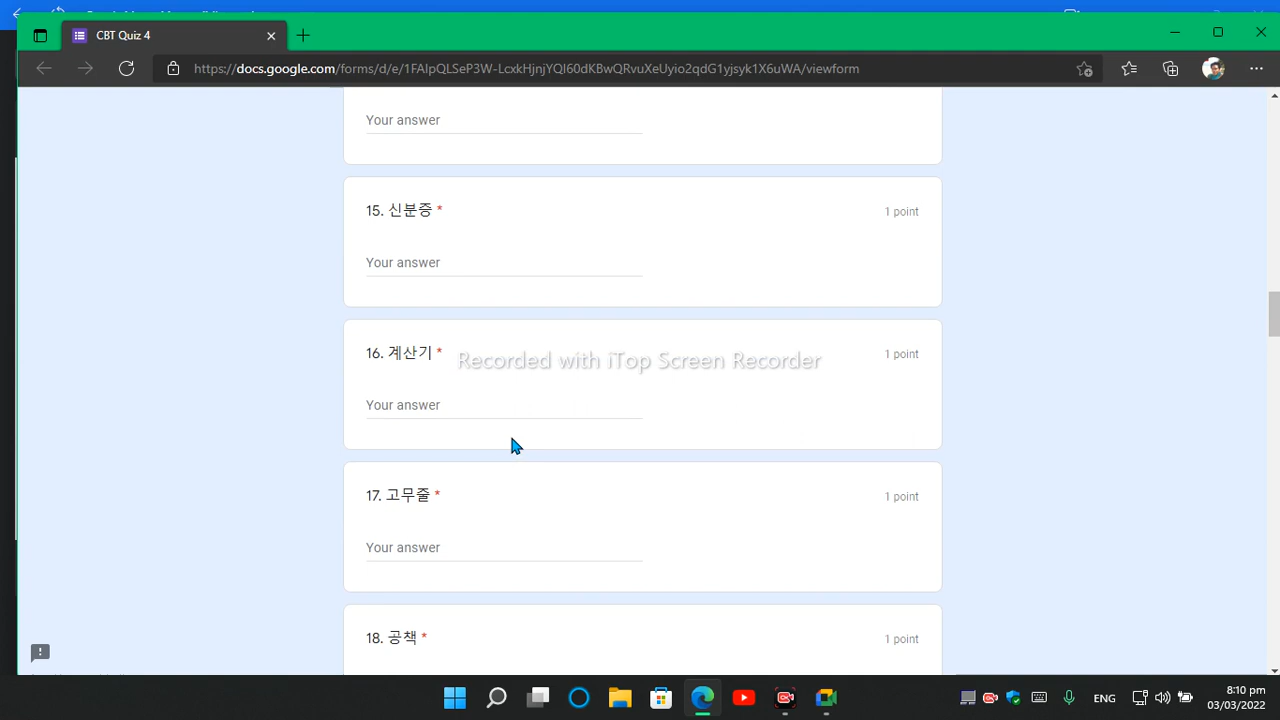 CBT Quiz 4
https://docs.google.com/forms/d/e/1FAIpQLSeP3W-LcxkHjnjYQI60dKBwQRvuXeUyio2qdG1yjsyk1X6uWA/viewform
Your answer
15. 신분증 *
1 point
Your answer
16. 계산기 *
1 point
Recorded with iTop Screen Recorder
Your answer
17. 고무줄 *
1 point
Your answer
18. 공책 *
1 point
ENG
8:10 pm
03/03/2022